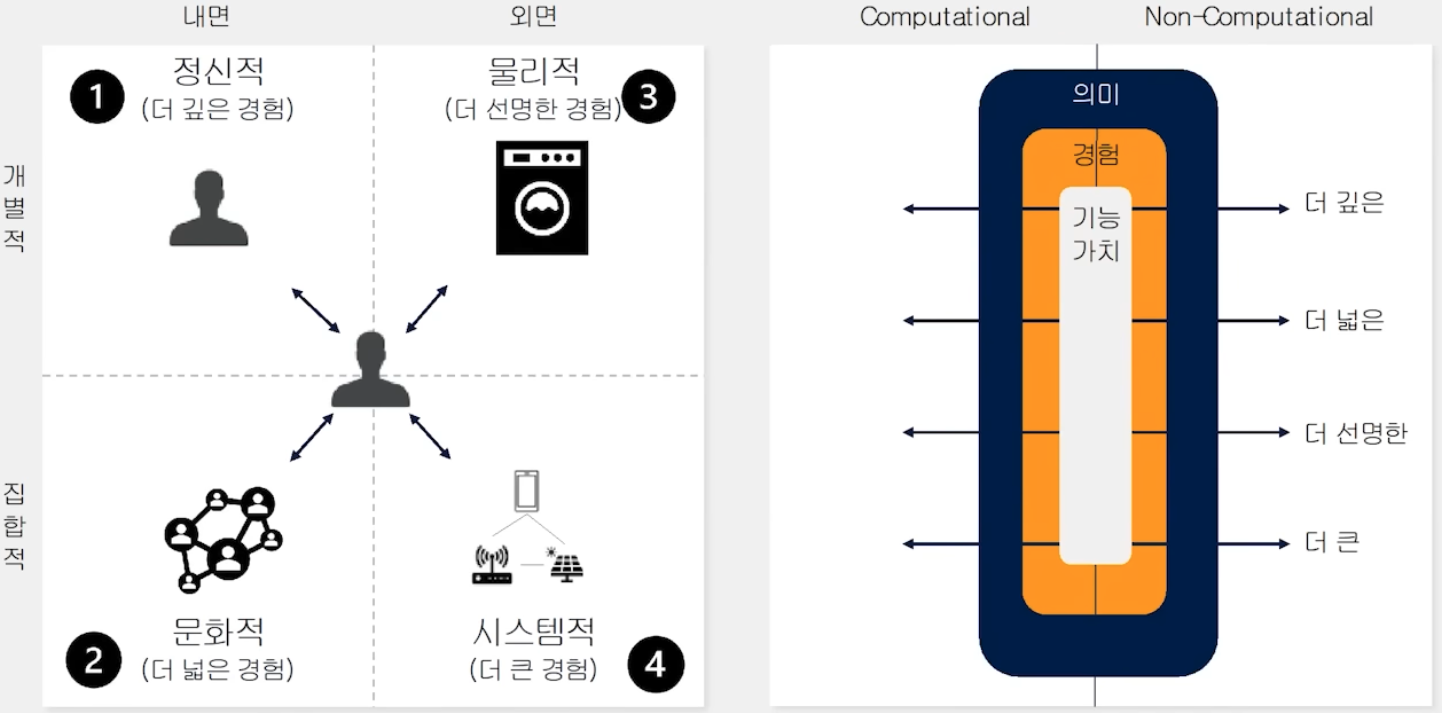 내면
외면
개
별
적
집
합
적
1
정신적
(더 깊은 경험)
물리적
(더 선명한 경험)
3
문화적
2
(더 넓은 경험)
시스템적
(더 큰 경험)
4
Computational
Non-Computational
의미
경험
기능
가치
더 깊은
더 넓은
더 선명한
더 큰